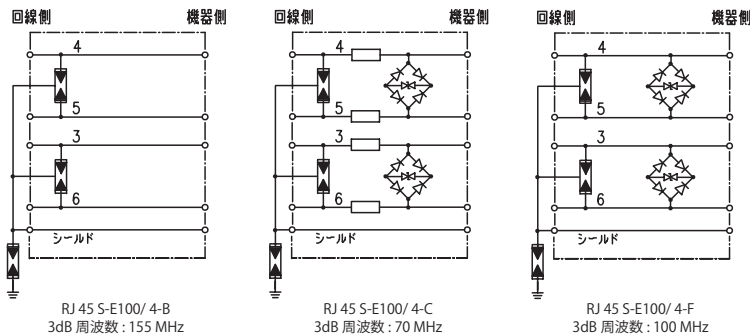 回線側 機器側
4
5
3
6
シールド
RJ 45 S-E100/ 4-B
3dB 周波数 : 155 MHz
回線側 機器側
4
5
3
6
シールド
RJ 45 S-E100/ 4-C
3dB 周波数 : 70 MHz
回線側 機器側
4
5
3
6
シールド
RJ 45 S-E100/ 4-F
3dB 周波数 : 100 MHz